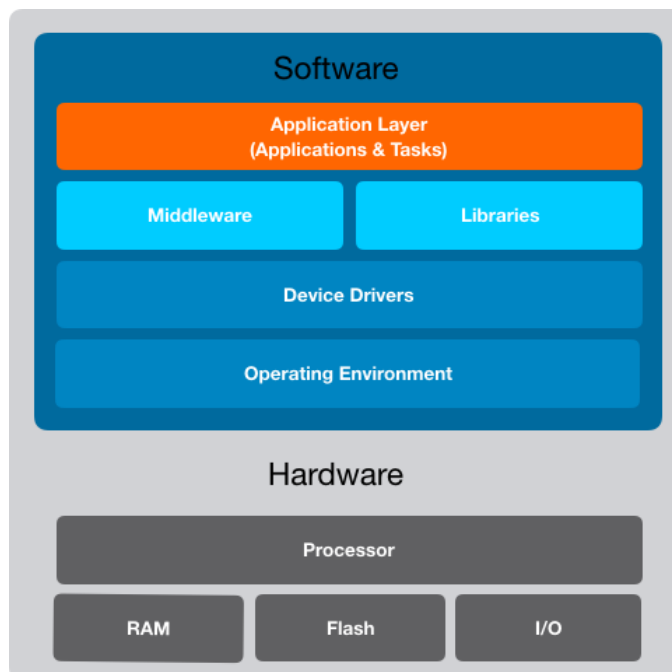 Software
Application Layer
(Applications & Tasks)
Middleware
Libraries
Device Drivers
Operating Environment
Hardware
Processor
RAM
Flash
I/O